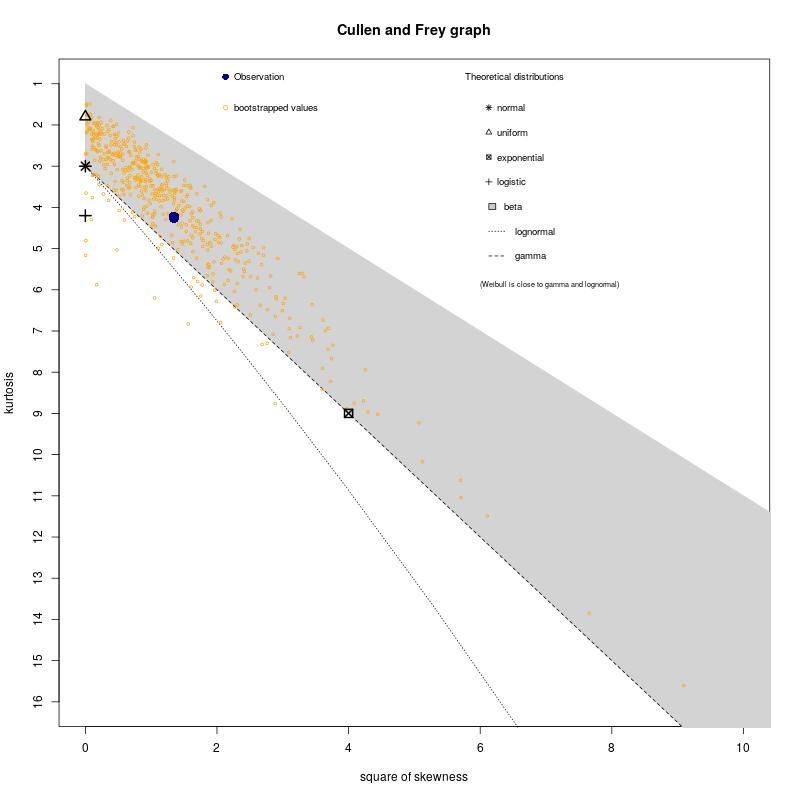 Cullen and Frey graph
Observation
bootstrapped values
Theoretical distributions
normal
uniform
exponential
logistic
beta
lognormal
gamma
(Weibull is close to gamma and lognormal)
kurtosis
1
2
3
4
5
6
7
8
9
10
11
12
13
14
15
16
0 2 4 6 8 10
square of skewness